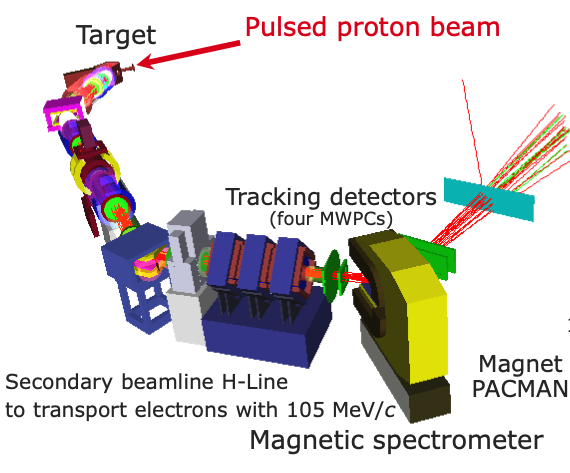 Target
Pulsed proton beam
Tracking detectors
(four MWPCs)
Secondary beamline H-Line
to transport electrons with 105 MeV/c
Magnet
PACMAN
Magnetic spectrometer